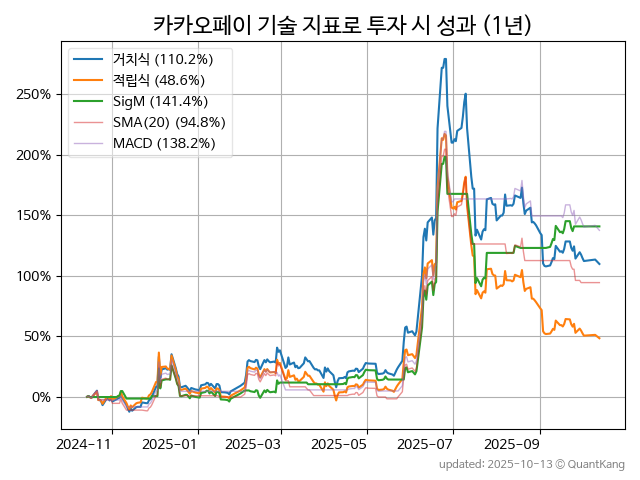 카카오페이 기술 지표로 투자 시 성과 (1년)
거치식 (110.2%)
적립식 (48.6%)
SigM (141.4%)
SMA(20) (94.8%)
MACD (138.2%)
250%
200%
150%
100%
50%
0%
2024-11 2025-01 2025-03 2025-05 2025-07 2025-09
updated: 2025-10-13 © QuantKang